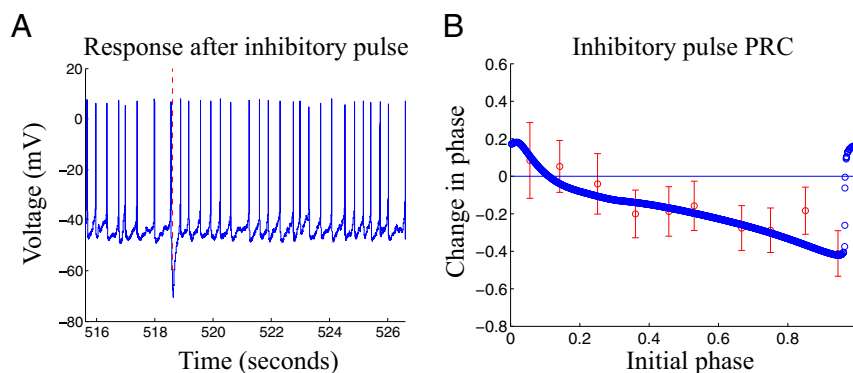 A
Response after inhibitory pulse
20
0
−20
−40
−60
−80
Voltage (mV)
516 518 520 522 524 526
Time (seconds)
B
Inhibitory pulse PRC
0.6
0.4
0.2
0
−0.2
−0.4
−0.6
−0.8
Change in phase
0 0.2 0.4 0.6 0.8
Initial phase